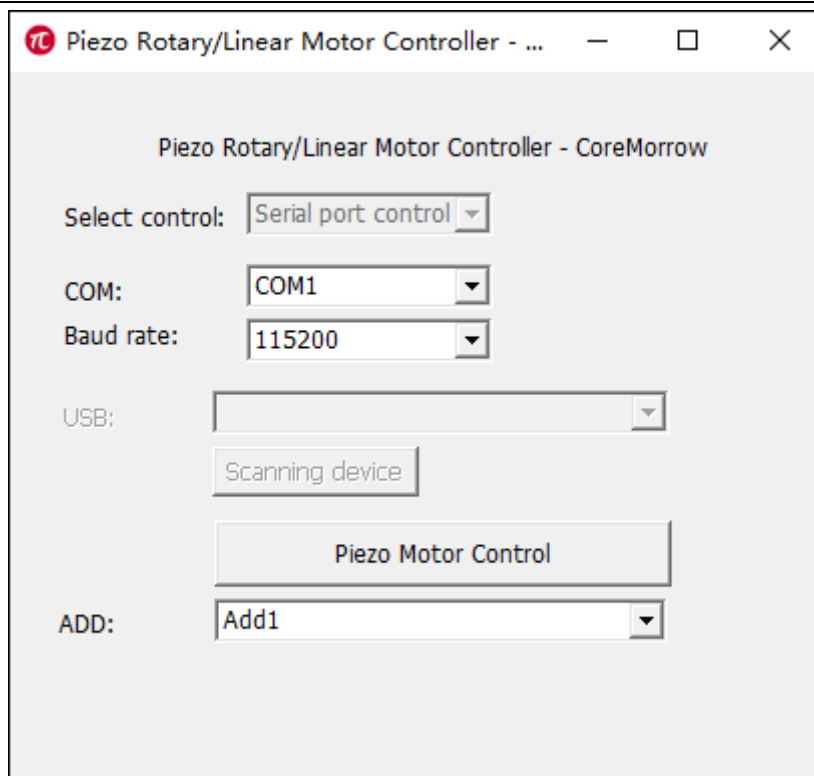 Piezo Rotary/Linear Motor Controller - ...
Piezo Rotary/Linear Motor Controller - CoreMorrow
Select control: Serial port control
COM: COM1
Baud rate: 115200
USB:
Scanning device
Piezo Motor Control
ADD: Add1